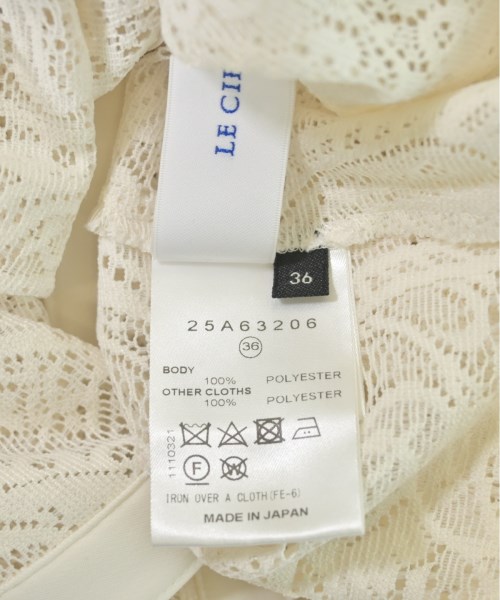 LE CIE
36
25A63206
36
BODY
100% POLYESTER
OTHER CLOTHS
100% POLYESTER
1110321
F
W
IRON OVER A CLOTH(FE-6)
MADE IN JAPAN